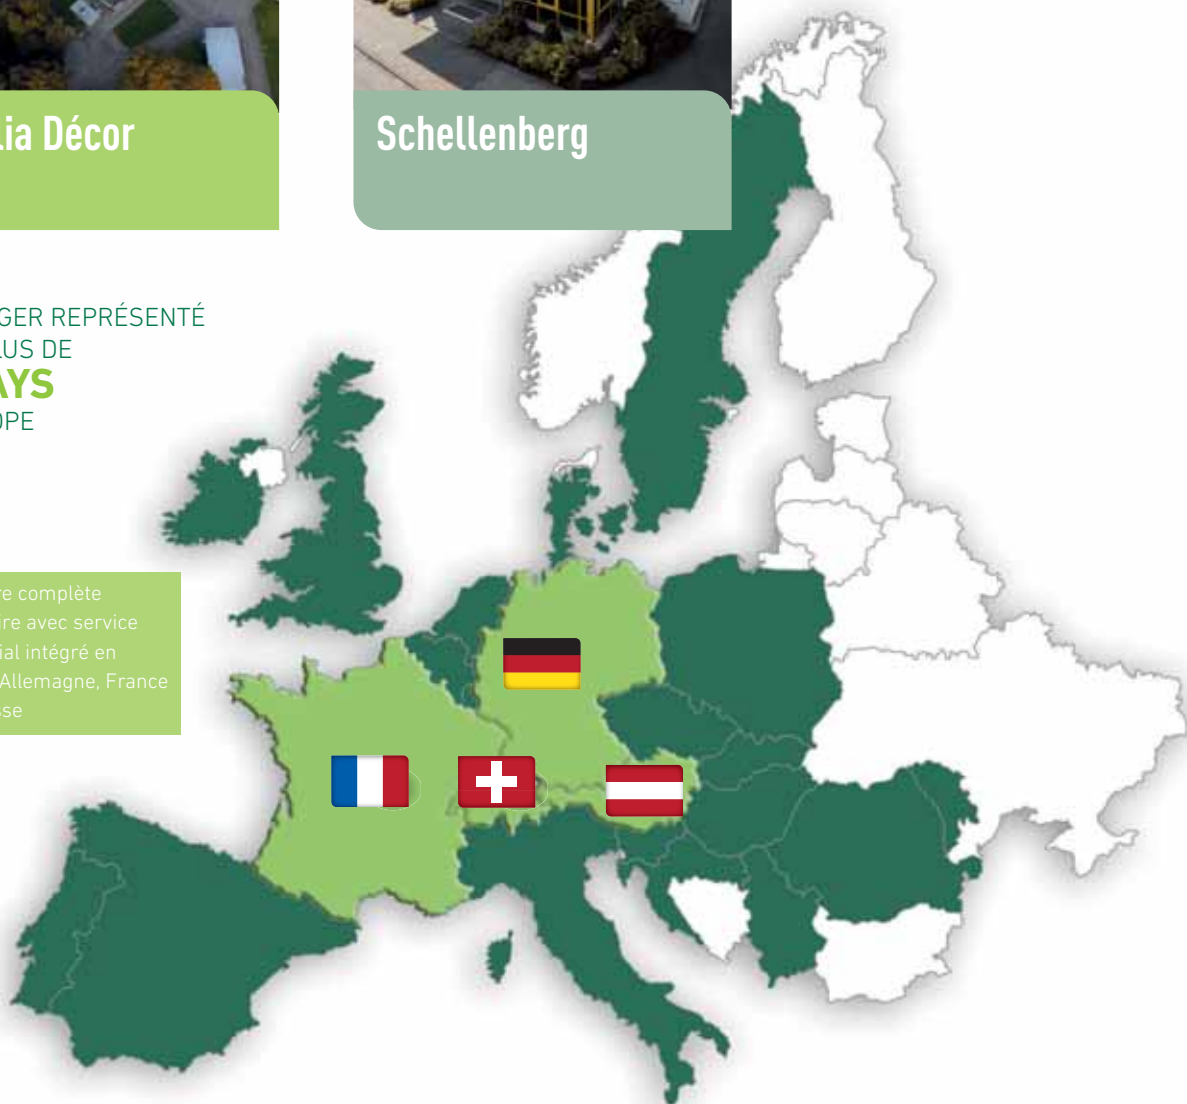 lia Décor
Schellenberg
GER REPRÉSENTÉ
LUS DE
AYS
OPE
re complète
ire avec service
ial intégré en
Allemagne, France
sse